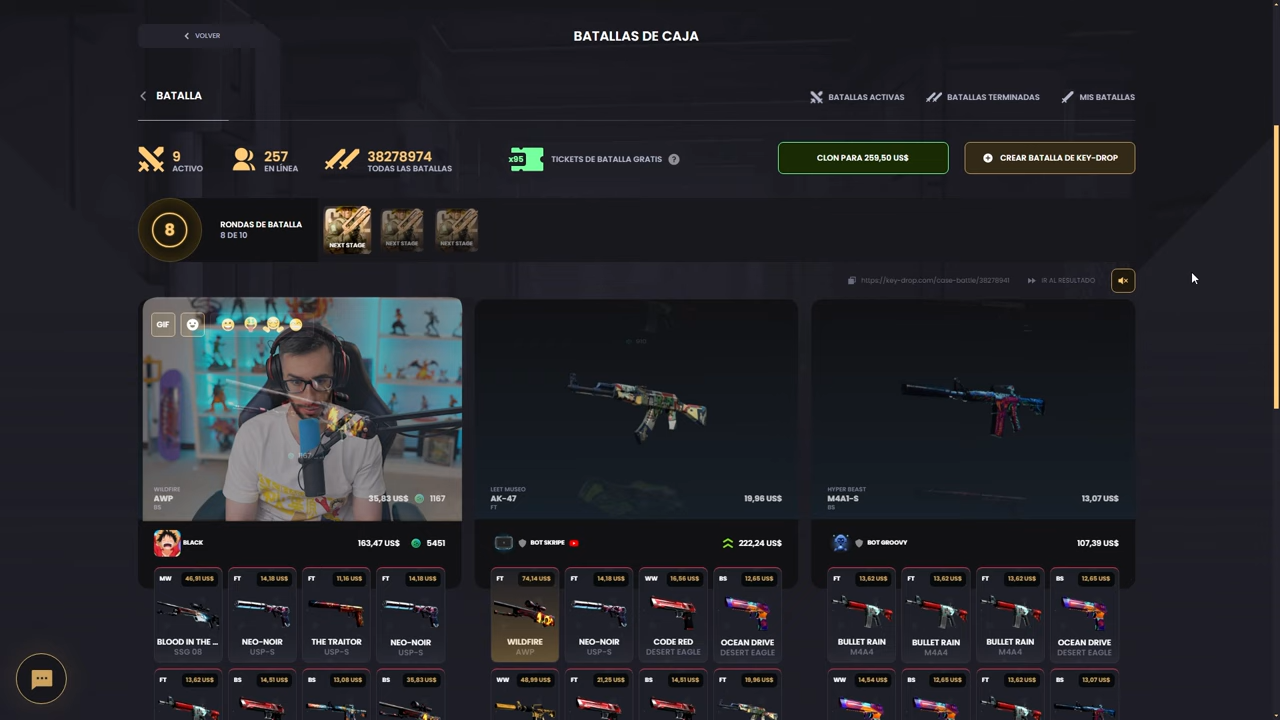 VOLVER
BATALLAS DE CAJA
BATALLA
BATALLAS ACTIVAS
BATALLAS TERMINADAS
MIS BATALLAS
9
ACTIVO
257
EN LÍNEA
38278974
TODAS LAS BATALLAS
x95
TICKETS DE BATALLA GRATIS
?
CLON PARA 259,50 US$
CREAR BATALLA DE KEY-DROP
8
RONDAS DE BATALLA
8 DE 10
NEXT STAGE
NEXT STAGE
NEXT STAGE
https://key-drop.com/case-battle/38278941
IR AL RESULTADO
GIF
WILDFIRE
AWP
BS
35,83 US$
1167
LEET MUSEO
AK-47
FT
19,96 US$
HYPER BEAST
M4A1-S
BS
13,07 US$
BLACK
163,47 US$
5451
BOT SKRIPE
222,24 US$
BOT GROOVY
107,39 US$
MW 46,91 US$
FT 14,18 US$
FT 11,16 US$
FT 14,18 US$
FT 74,14 US$
FT 14,18 US$
WW 16,56 US$
BS 12,65 US$
FT 13,62 US$
FT 13,62 US$
FT 13,62 US$
BS 12,65 US$
BLOOD IN THE ...
SSG 08
NEO-NOIR
USP-S
THE TRAITOR
USP-S
NEO-NOIR
USP-S
WILDFIRE
AWP
NEO-NOIR
USP-S
CODE RED
DESERT EAGLE
OCEAN DRIVE
DESERT EAGLE
BULLET RAIN
M4A4
BULLET RAIN
M4A4
BULLET RAIN
M4A4
OCEAN DRIVE
DESERT EAGLE
FT 13,62 US$
BS 14,51 US$
BS 13,08 US$
BS 35,83 US$
WW 48,99 US$
FT 21,25 US$
BS 14,51 US$
FT 19,96 US$
WW 14,54 US$
BS 12,65 US$
FT 13,62 US$
BS 13,07 US$